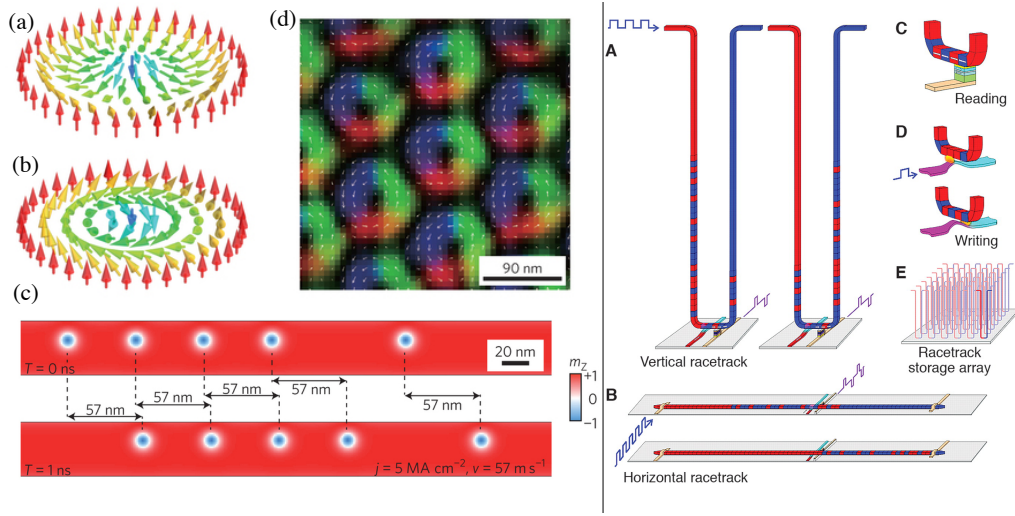 (a)
(b)
(c)
(d)
90 nm
20 nm
T = 0 ns
57 nm
57 nm
57 nm
57 nm
57 nm
T = 1 ns
j = 5 MA cm⁻², v = 57 m s⁻¹
m_z
+1
0
−1
A
Vertical racetrack
B
Horizontal racetrack
C
Reading
D
Writing
E
Racetrack
storage array